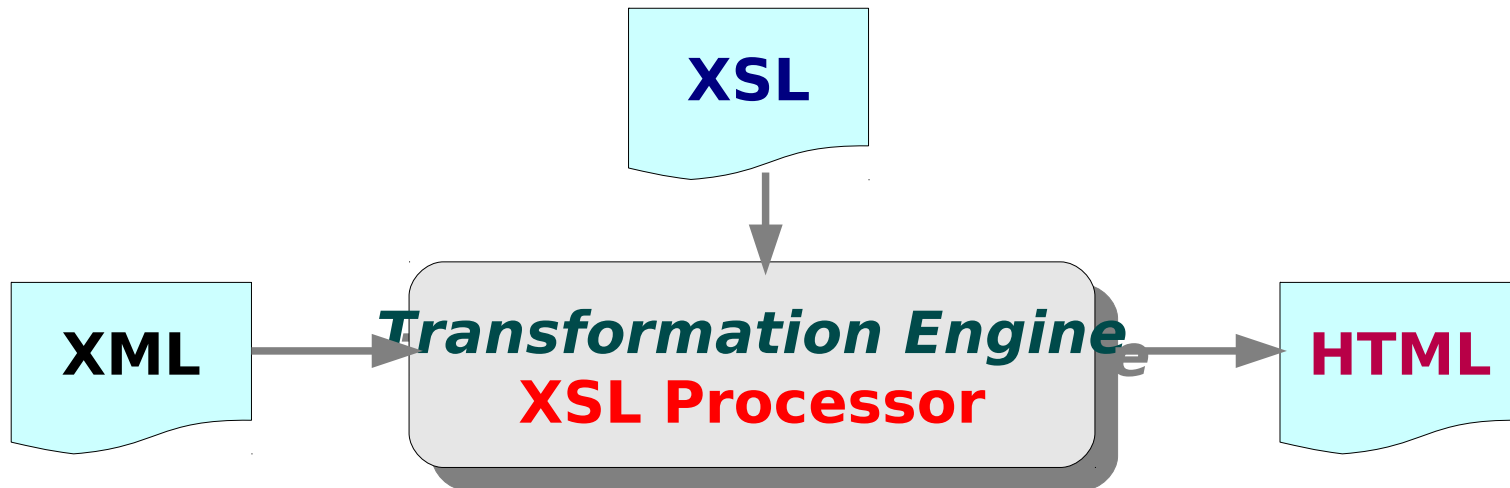 XSL
XML
Transformation Engine
XSL Processor
HTML